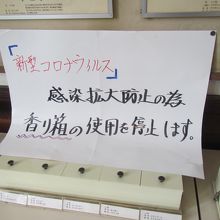 「新型コロナウィルス」
感染拡大防止の為
香り箱の使用を停止します。